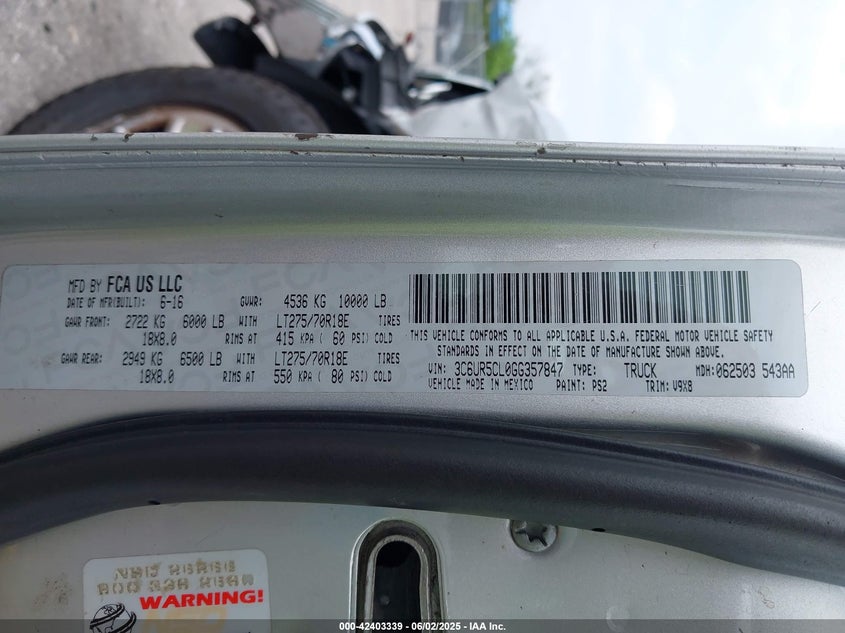 MFD BY FCA US LLC
DATE OF MFR(BUILT): 6-16 GVWR: 4536 KG 10000 LB
GAWR FRONT: 2722 KG 6000 LB WITH LT275/70R18E TIRES
18X8.0 RIMS AT 415 KPA ( 60 PSI) COLD
GAWR REAR: 2949 KG 6500 LB WITH LT275/70R18E TIRES
18X8.0 RIMS AT 550 KPA ( 80 PSI) COLD
THIS VEHICLE CONFORMS TO ALL APPLICABLE U.S.A. FEDERAL MOTOR VEHICLE SAFETY
STANDARDS IN EFFECT ON THE DATE OF MANUFACTURE SHOWN ABOVE.
VIN: 3C6UR5CL0GG357847 TYPE: TRUCK MDH: 062503 543AA
VEHICLE MADE IN MEXICO PAINT: PS2 TRIM: V9X8
WARNING!
000-42403339 - 06/02/2025 - IAA Inc.